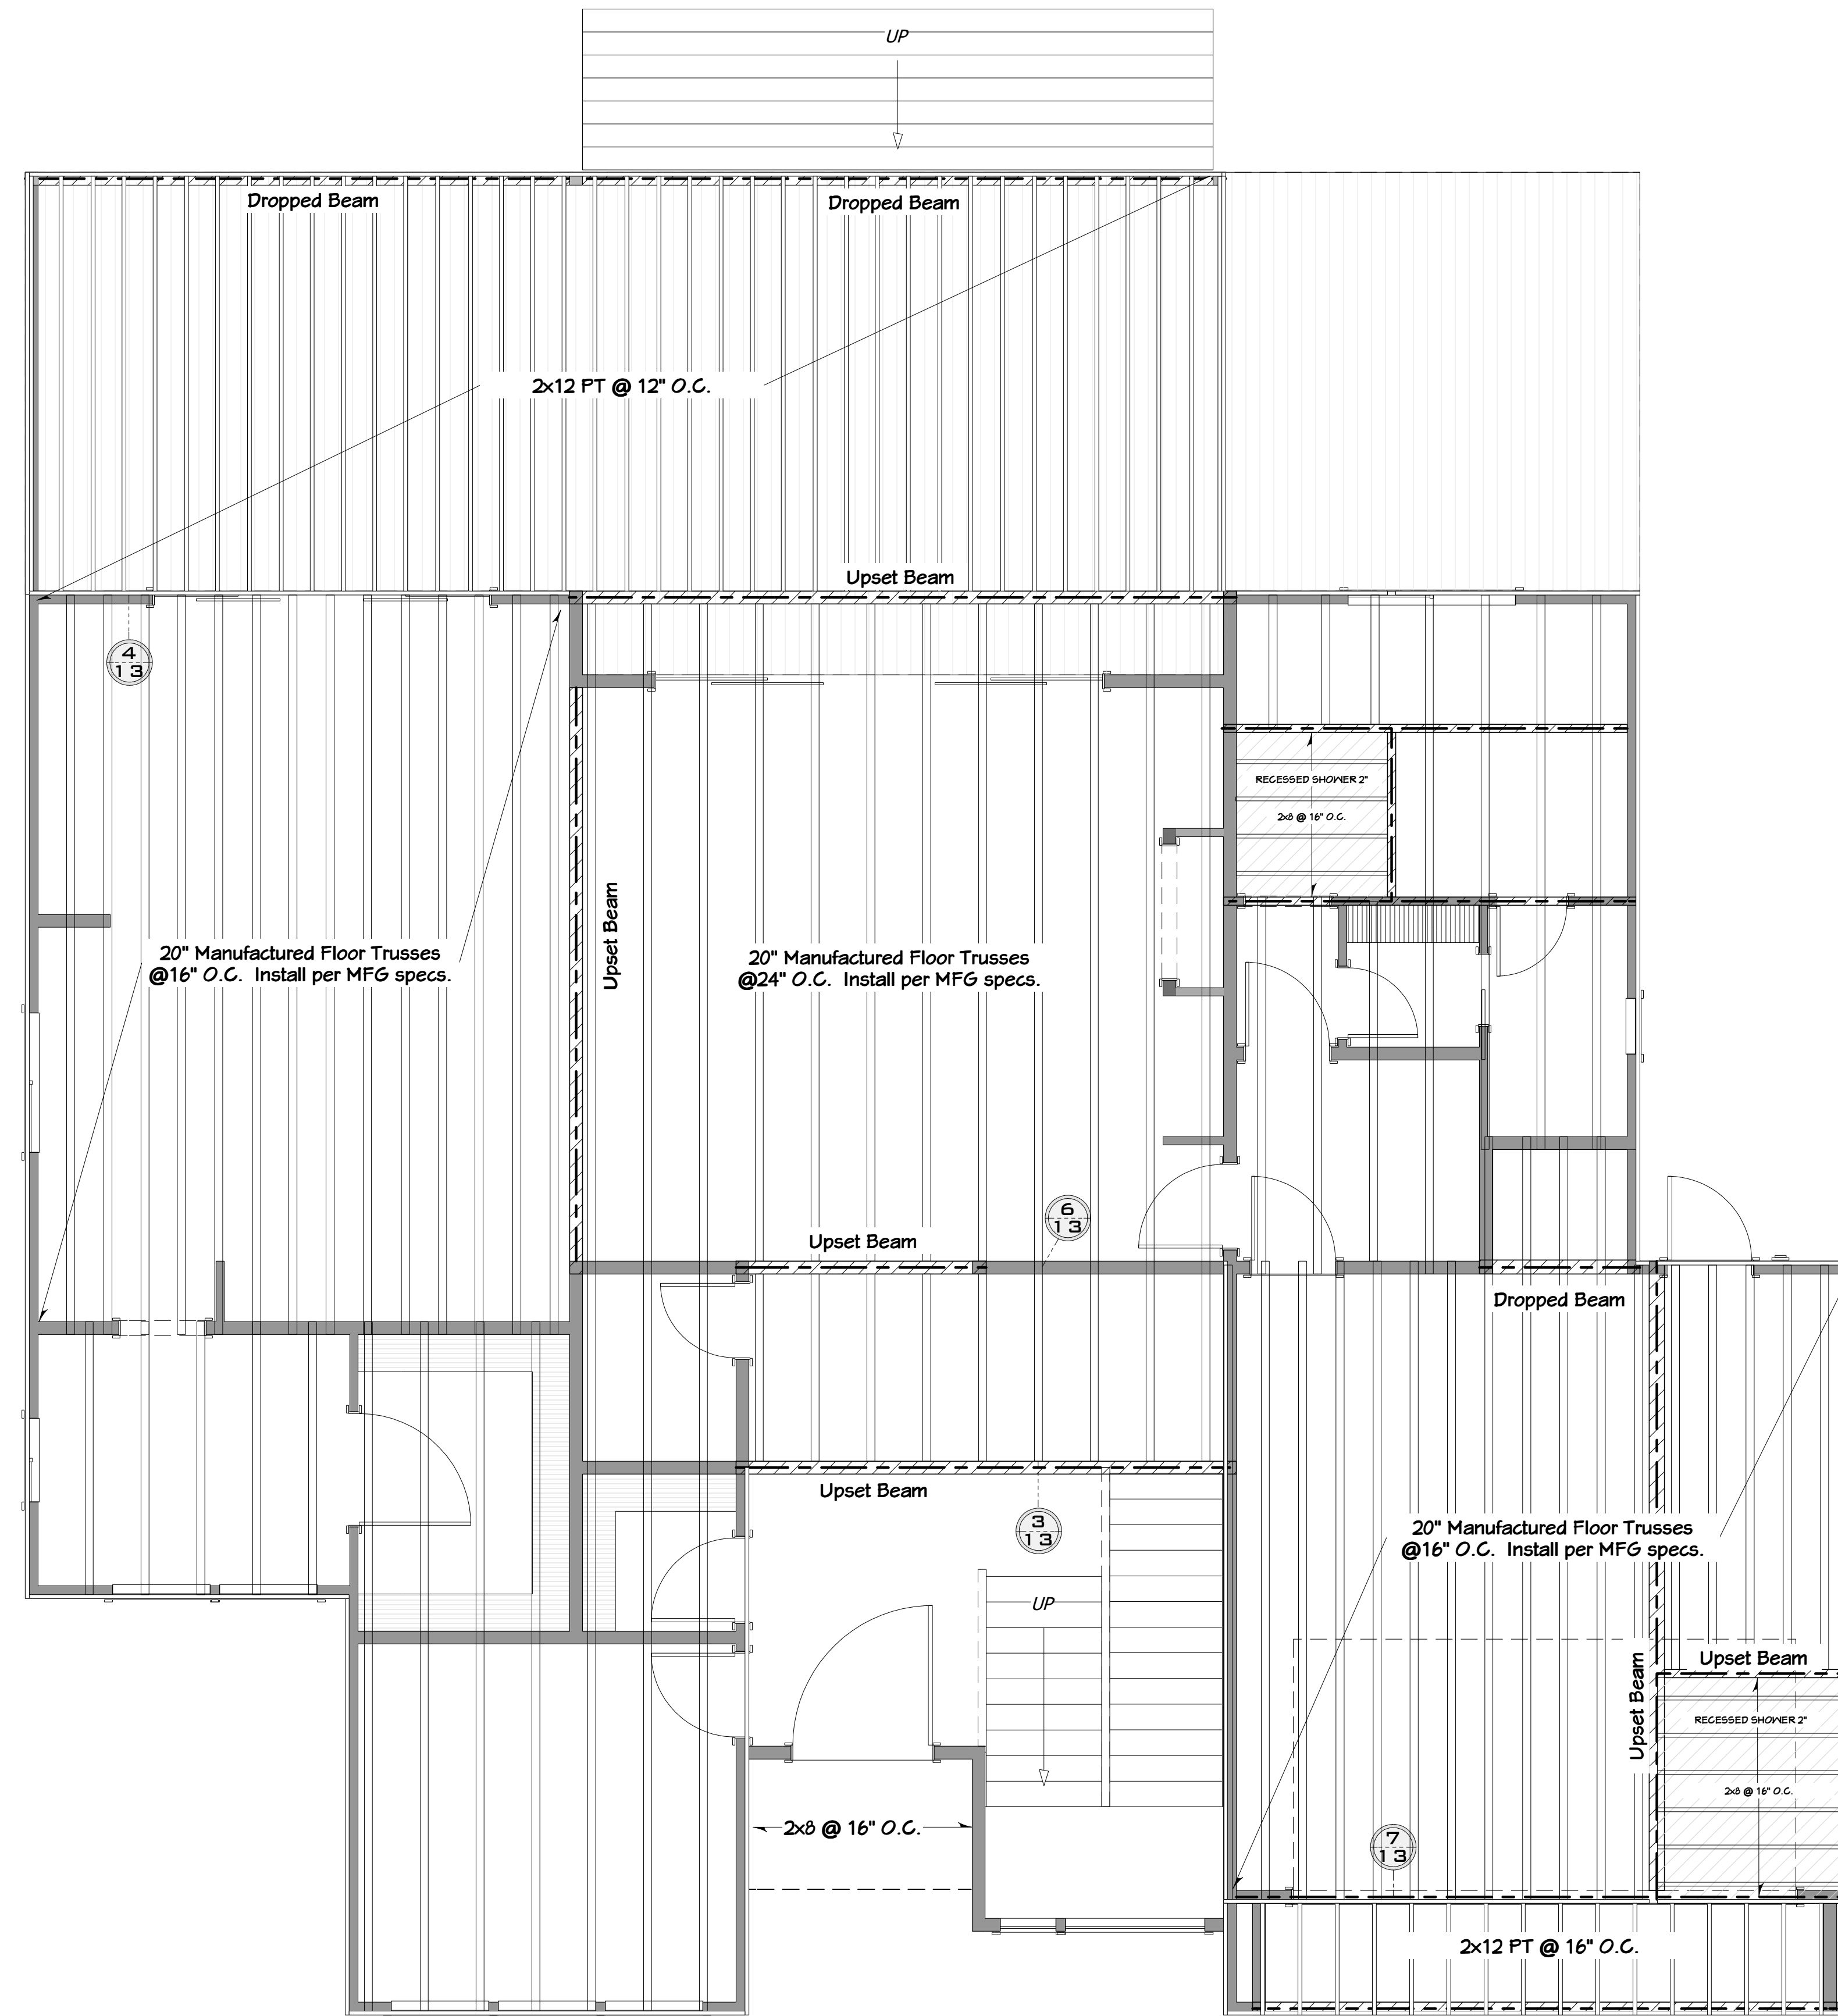 UP
Dropped Beam
Dropped Beam
2x12 PT @ 12" O.C.
Upset Beam
4
13
RECESSED SHOWER 2"
2x8 @ 16" O.C.
Upset Beam
20" Manufactured Floor Trusses
@16" O.C. Install per MFG specs.
20" Manufactured Floor Trusses
@24" O.C. Install per MFG specs.
6
13
Upset Beam
Dropped Beam
Upset Beam
3
13
20" Manufactured Floor Trusses
@16" O.C. Install per MFG specs.
UP
Upset Beam
Upset Beam
RECESSED SHOWER 2"
2x8 @ 16" O.C.
2x8 @ 16" O.C.
7
13
2x12 PT @ 16" O.C.